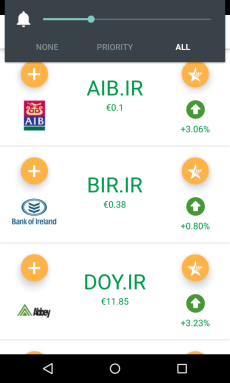 NONE PRIORITY ALL
AIB.IR
€0.1
AIB
+3.06%
BIR.IR
€0.38
Bank of Ireland
+0.80%
DOY.IR
€11.85
Abbey
+3.23%